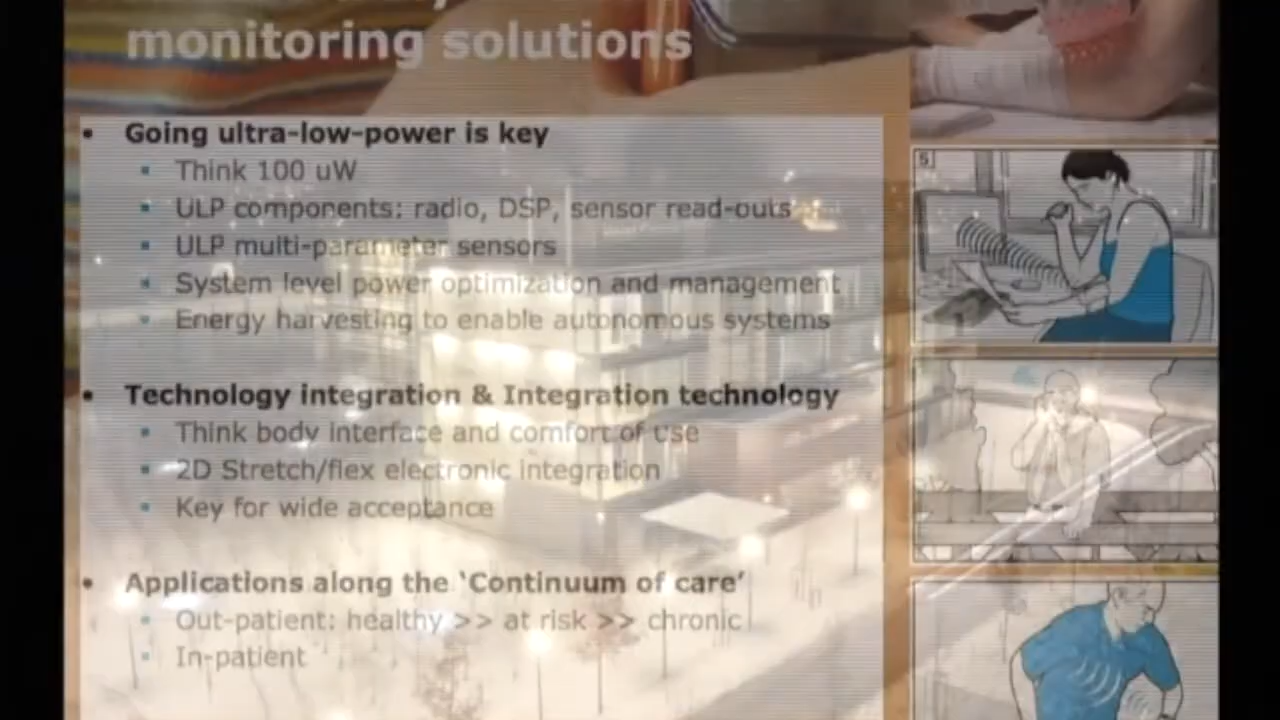 monitoring solutions
• Going ultra-low-power is key
▪ Think 100 uW
▪ ULP components: radio, DSP, sensor read-outs
▪ ULP multi-parameter sensors
▪ System level power optimization and management
▪ Energy harvesting to enable autonomous systems
• Technology integration & Integration technology
▪ Think body interface and comfort of use
▪ 2D Stretch/flex electronic integration
▪ Key for wide acceptance
• Applications along the ‘Continuum of care’
▪ Out-patient: healthy >> at risk >> chronic
▪ In-patient
5